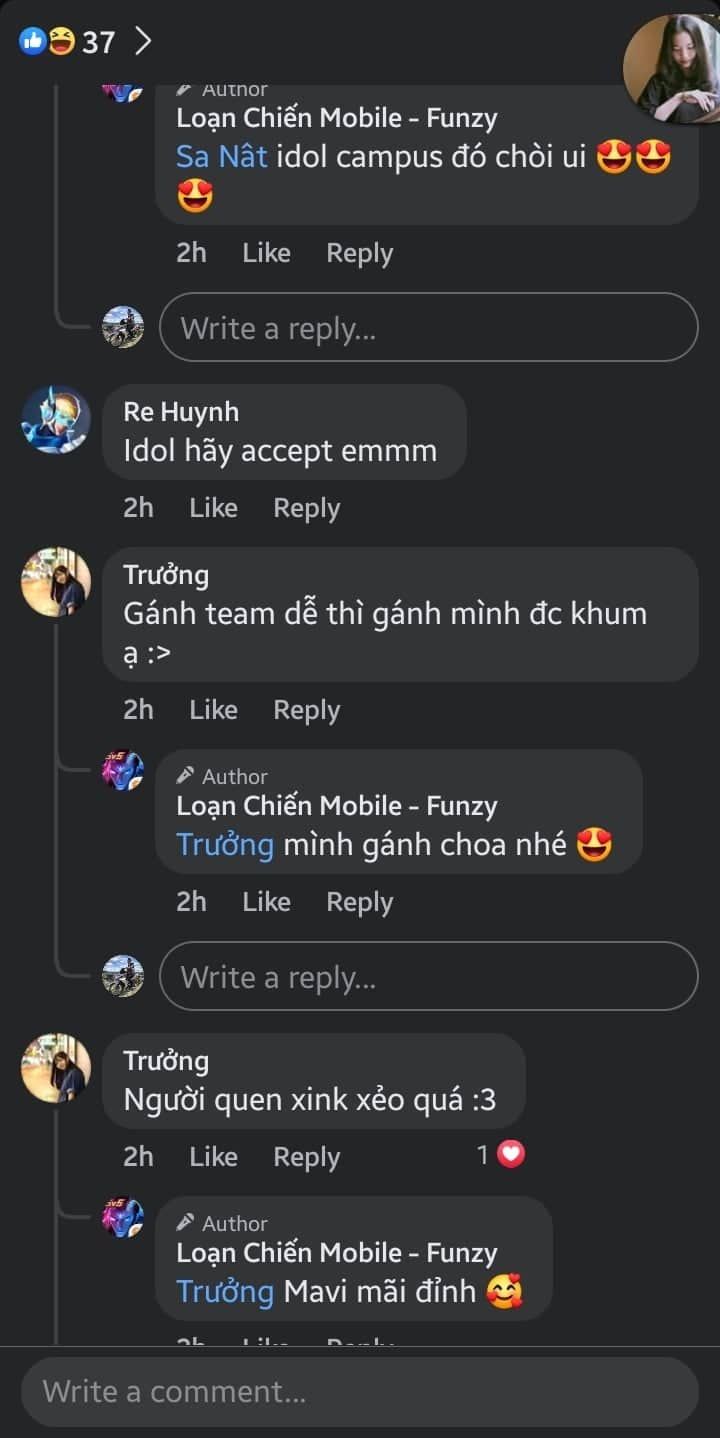 37
Author
Loạn Chiến Mobile - Funzy
Sa Nât idol campus đó chòi ui 😍😍
😍
2h Like Reply
Write a reply...
Re Huynh
Idol hãy accept emmm
2h Like Reply
Trưởng
Gánh team dễ thì gánh mình đc khum
ạ :>
2h Like Reply
Author
Loạn Chiến Mobile - Funzy
Trưởng mình gánh choa nhé 😍
2h Like Reply
Write a reply...
Trưởng
Người quen xink xẻo quá :3
2h Like Reply 1
Author
Loạn Chiến Mobile - Funzy
Trưởng Mavi mãi đỉnh 🥰
2h Like Reply
Write a comment...